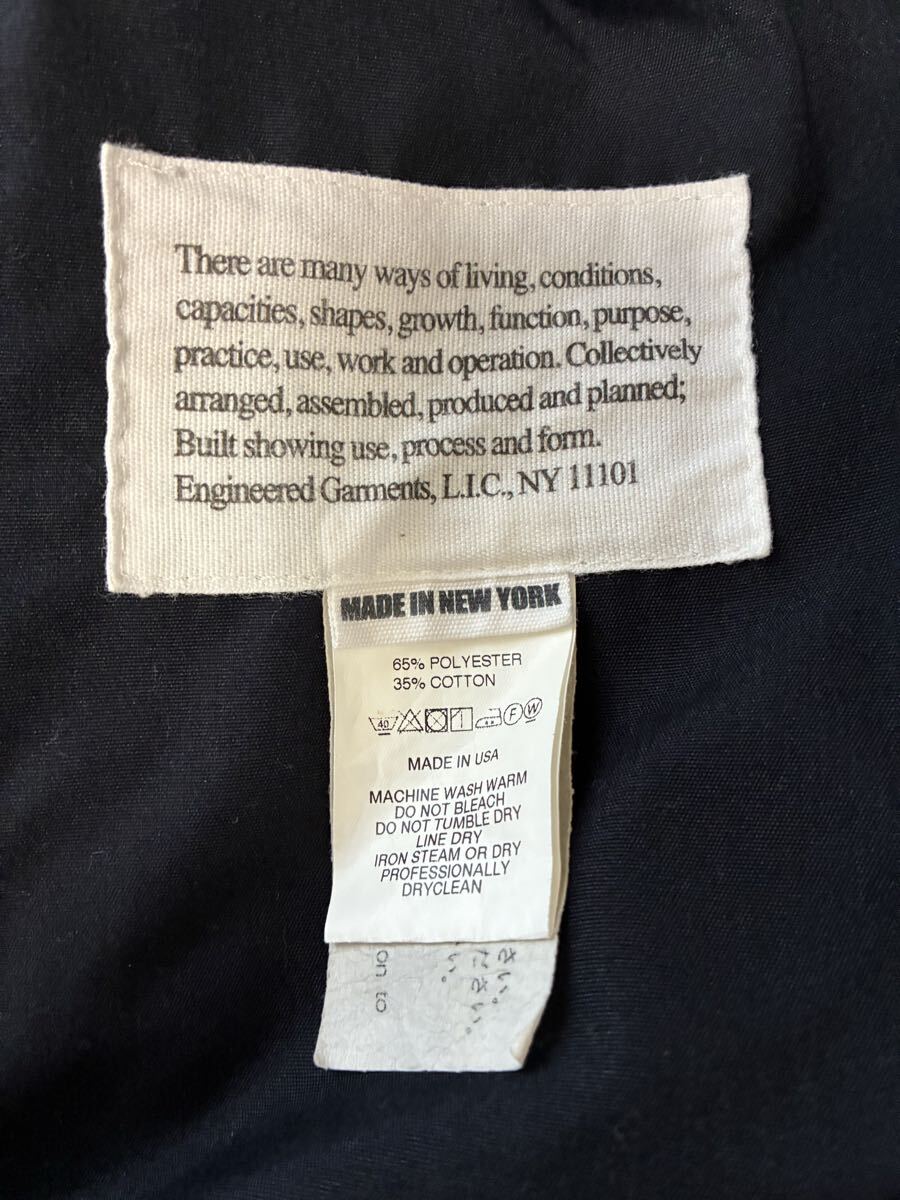 There are many ways of living, conditions,
capacities, shapes, growth, function, purpose,
practice, use, work and operation. Collectively
arranged, assembled, produced and planned;
Built showing use, process and form.
Engineered Garments, L.I.C., NY 11101
MADE IN NEW YORK
65% POLYESTER
35% COTTON
40 F W
MADE IN USA
MACHINE WASH WARM
DO NOT BLEACH
DO NOT TUMBLE DRY
LINE DRY
IRON STEAM OR DRY
PROFESSIONALLY
DRYCLEAN